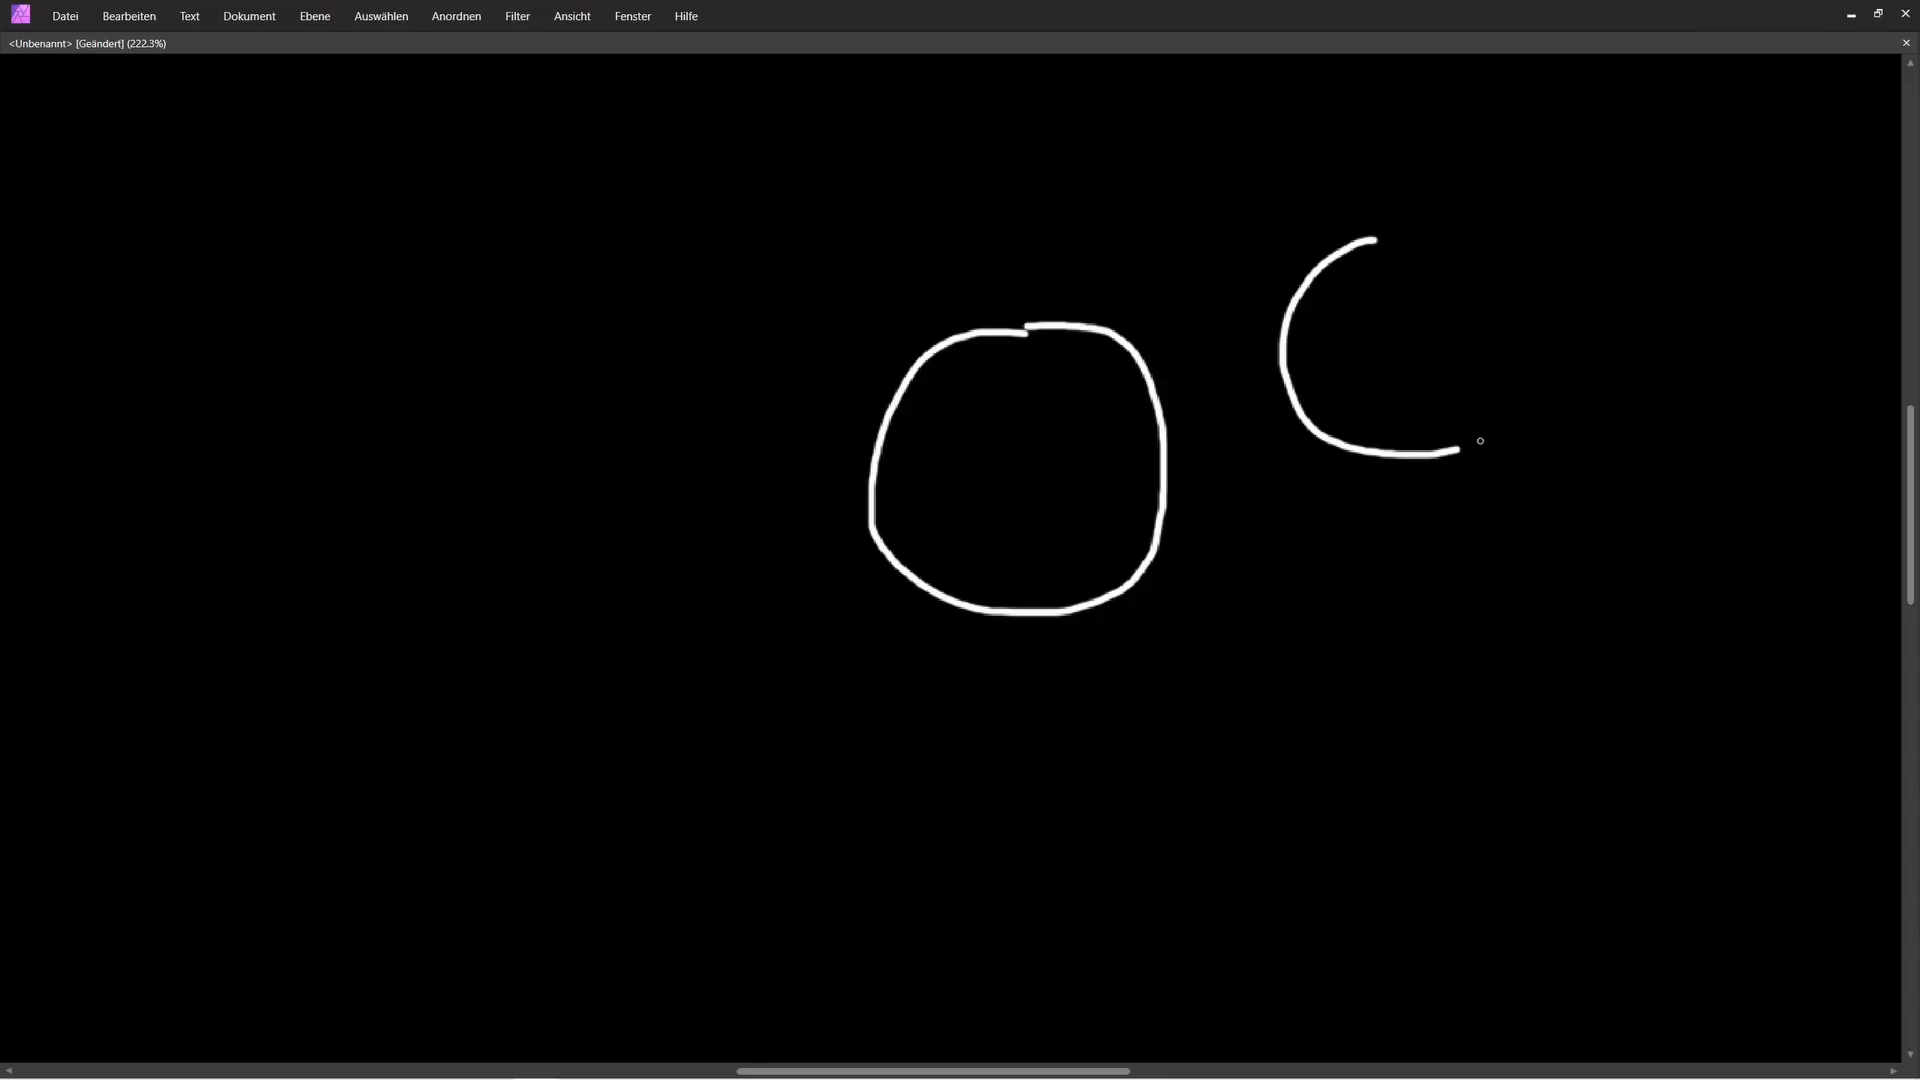 Datei Bearbeiten Text Dokument Ebene Auswählen Anordnen Filter Ansicht Fenster Hilfe
<Unbenannt> [Geändert] (222.3%)